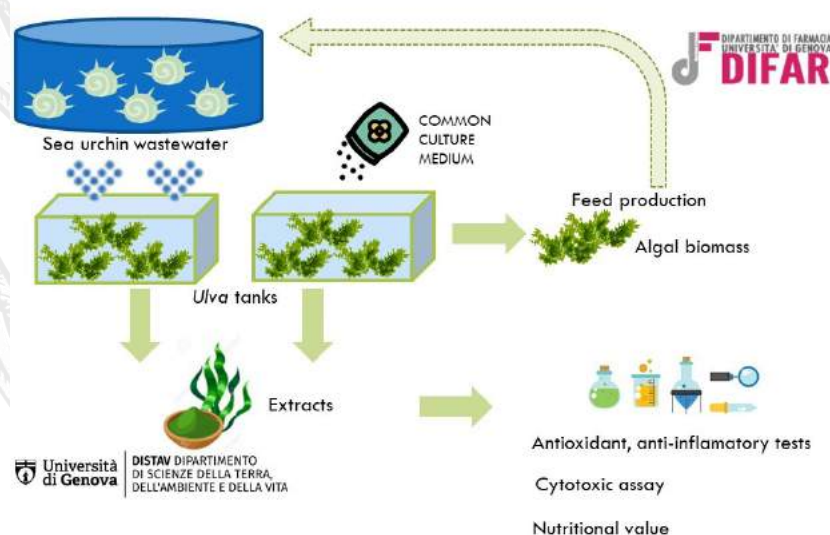 DIPARTIMENTO DI FARMACIA
UNIVERSITA' DI GENOVA
DIFAR
Sea urchin wastewater
COMMON
CULTURE
MEDIUM
Feed production
Algal biomass
Ulva tanks
Extracts
Università
di Genova
DISTAV DIPARTIMENTO
DI SCIENZE DELLA TERRA,
DELL'AMBIENTE E DELLA VITA
Antioxidant, anti-inflamatory tests
Cytotoxic assay
Nutritional value